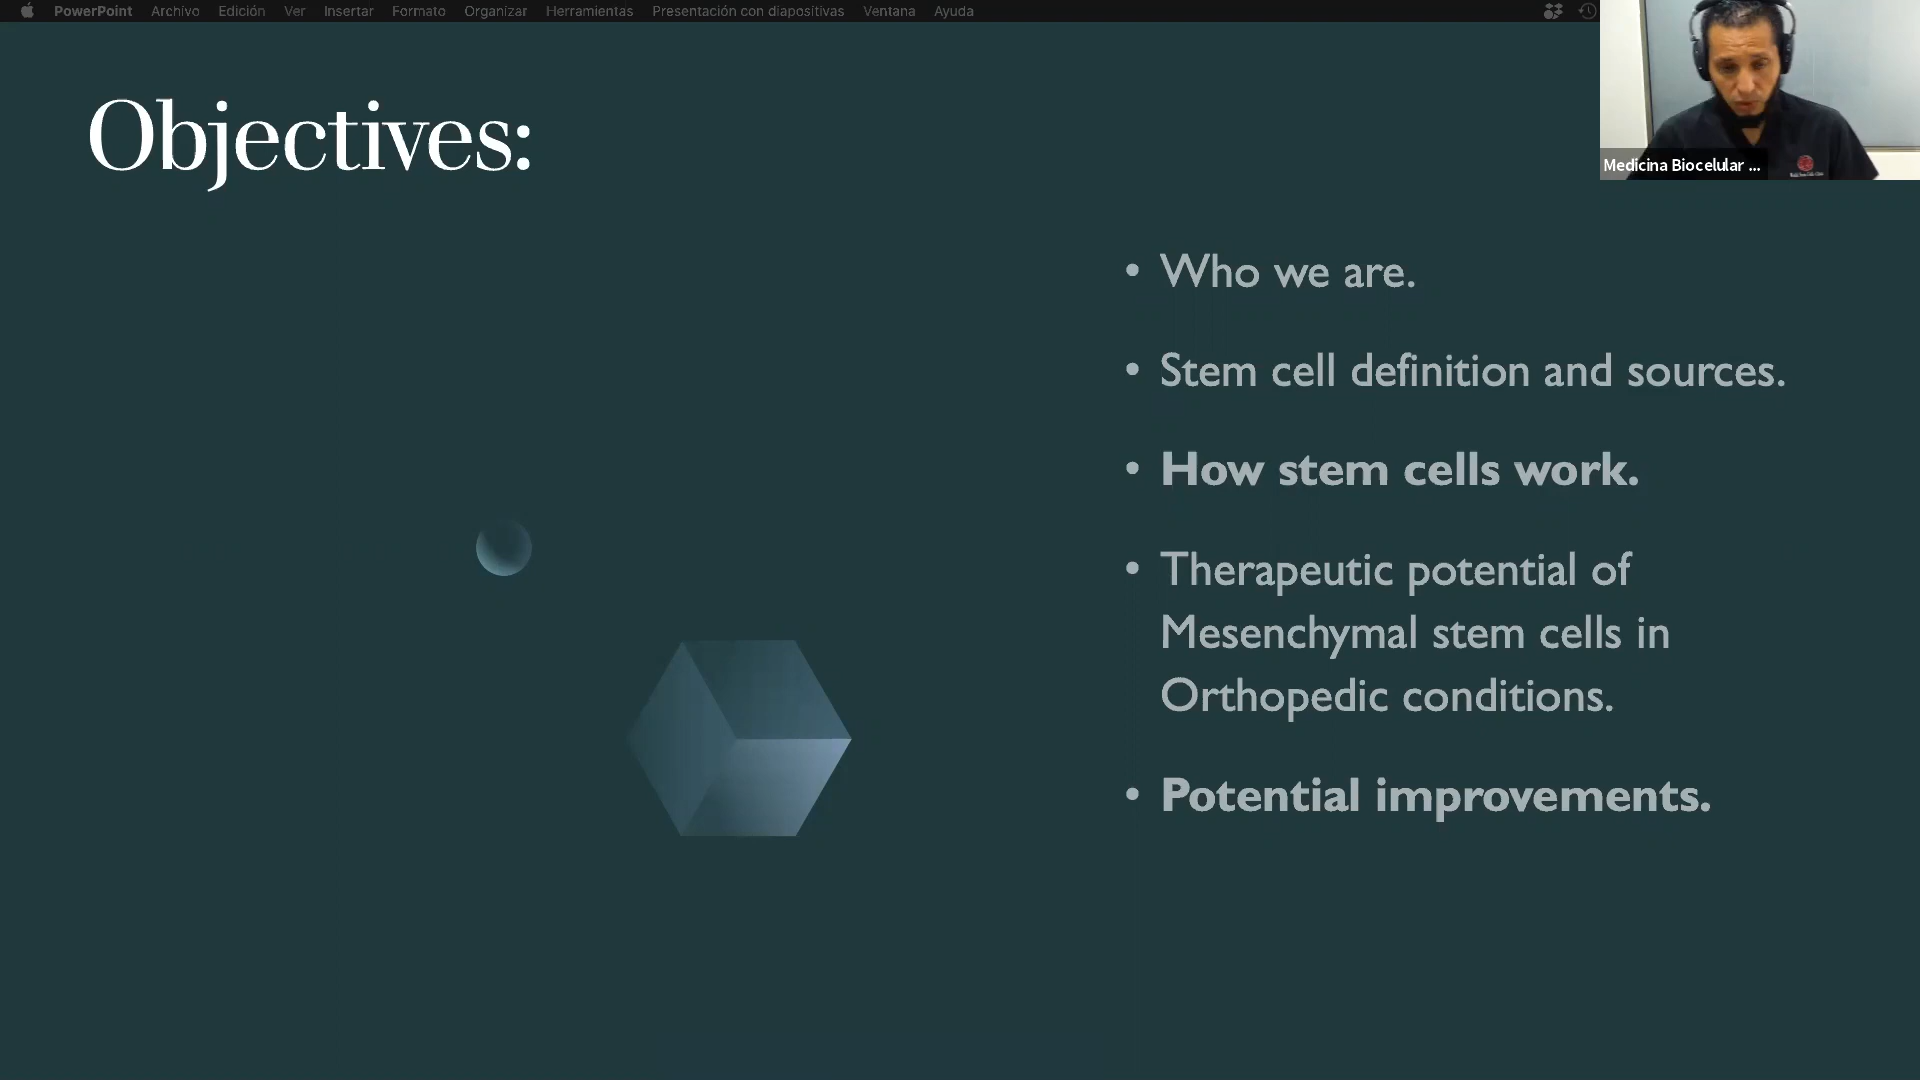 PowerPoint Archivo Edición Ver Insertar Formato Organizar Herramientas Presentación con diapositivas Ventana Ayuda
Objectives:
Medicina Biocelular ...
• Who we are.
• Stem cell definition and sources.
• How stem cells work.
• Therapeutic potential of
Mesenchymal stem cells in
Orthopedic conditions.
• Potential improvements.